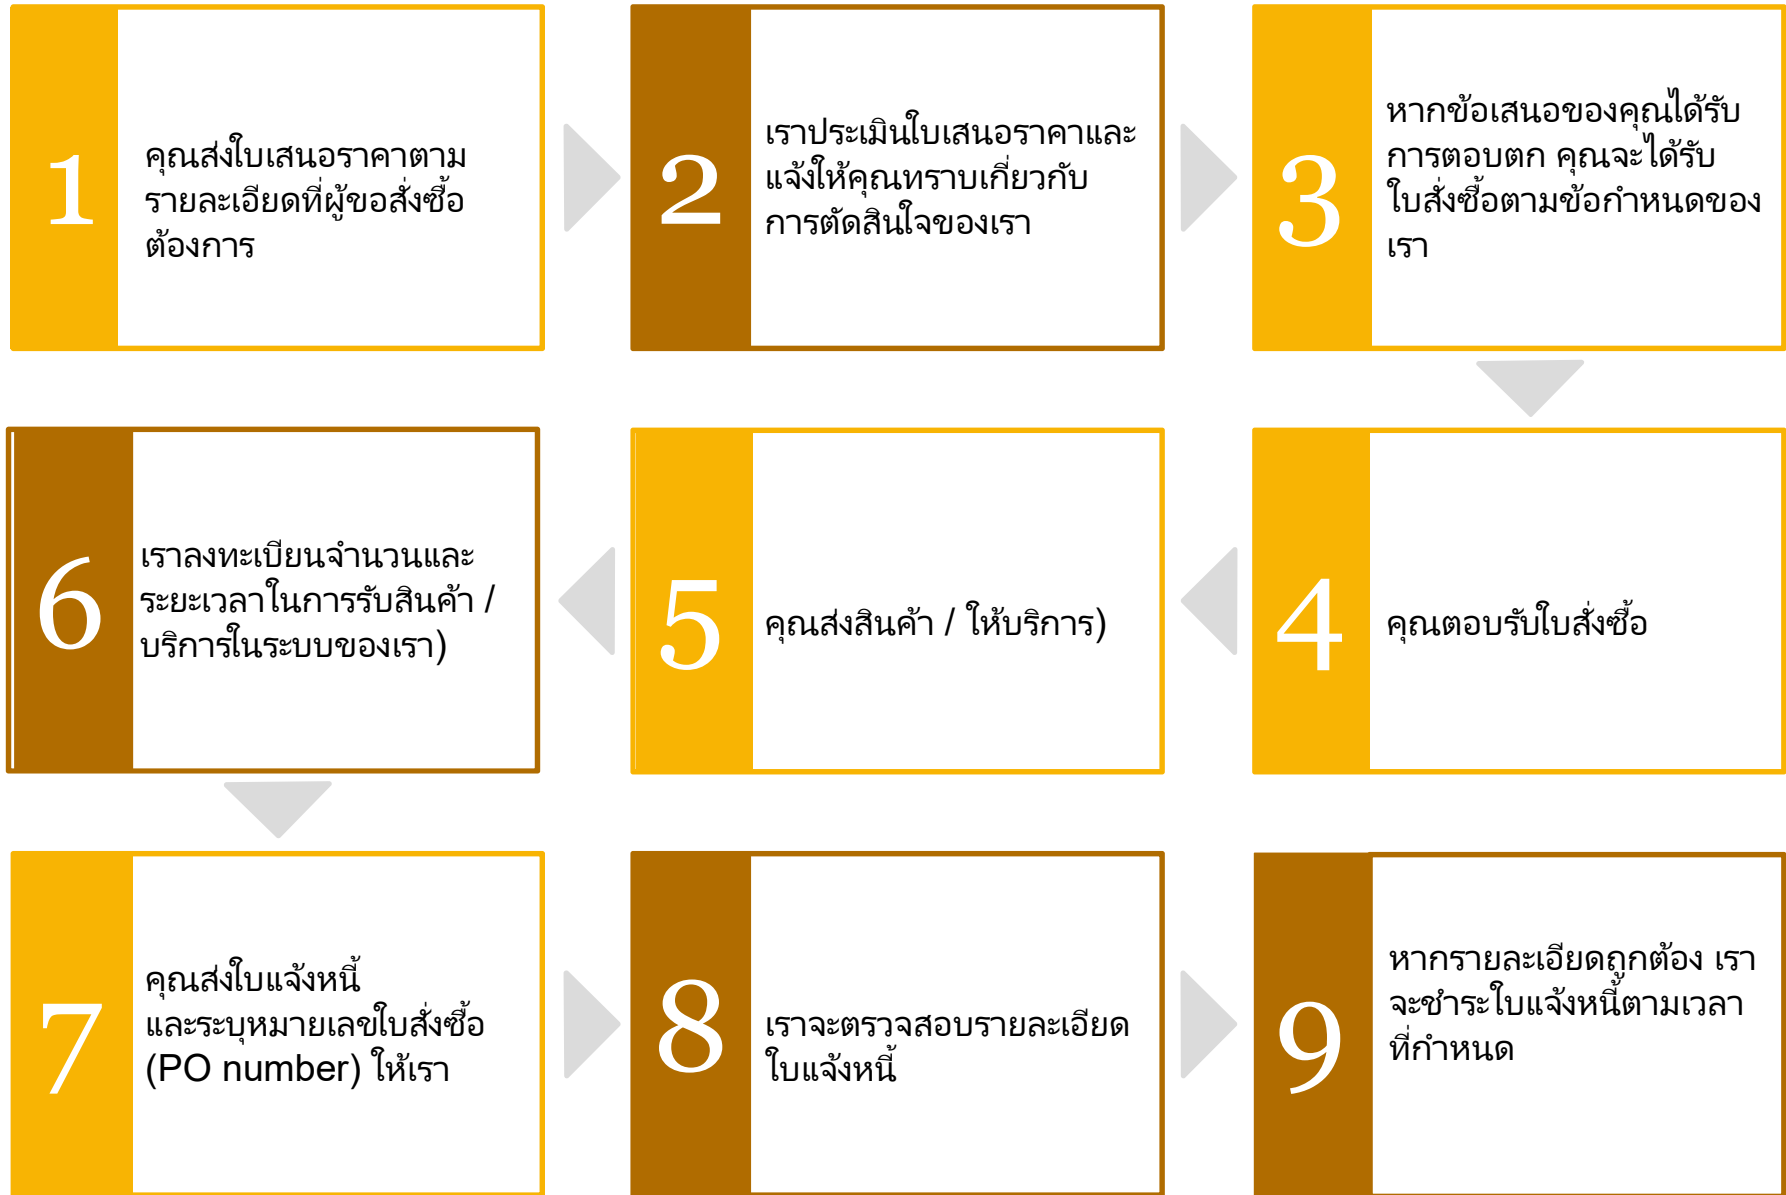 1
คุณส่งใบเสนอราคาตาม
รายละเอียดที่ผู้ขอสั่งซื้อ
ต้องการ
2
เราประเมินใบเสนอราคาและ
แจ้งให้คุณทราบเกี่ยวกับ
การตัดสินใจของเรา
3
หากข้อเสนอของคุณได้รับ
การตอบตก คุณจะได้รับ
ใบสั่งซื้อตามข้อกำหนดของ
เรา
4
คุณตอบรับใบสั่งซื้อ
5
คุณส่งสินค้า / ให้บริการ)
6
เราลงทะเบียนจำนวนและ
ระยะเวลาในการรับสินค้า /
บริการในระบบของเรา)
7
คุณส่งใบแจ้งหนี้
และระบุหมายเลขใบสั่งซื้อ
(PO number) ให้เรา
8
เราจะตรวจสอบรายละเอียด
ใบแจ้งหนี้
9
หากรายละเอียดถูกต้อง เรา
จะชำระใบแจ้งหนี้ตามเวลา
ที่กำหนด